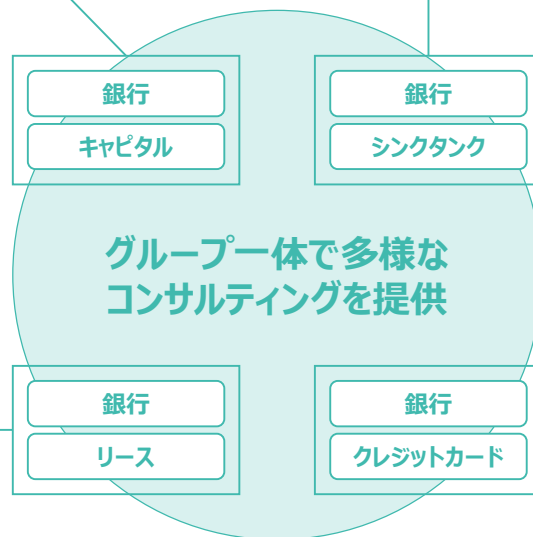 銀行
キャピタル
銀行
シンクタンク
グループ一体で多様な
コンサルティングを提供
銀行
リース
銀行
クレジットカード